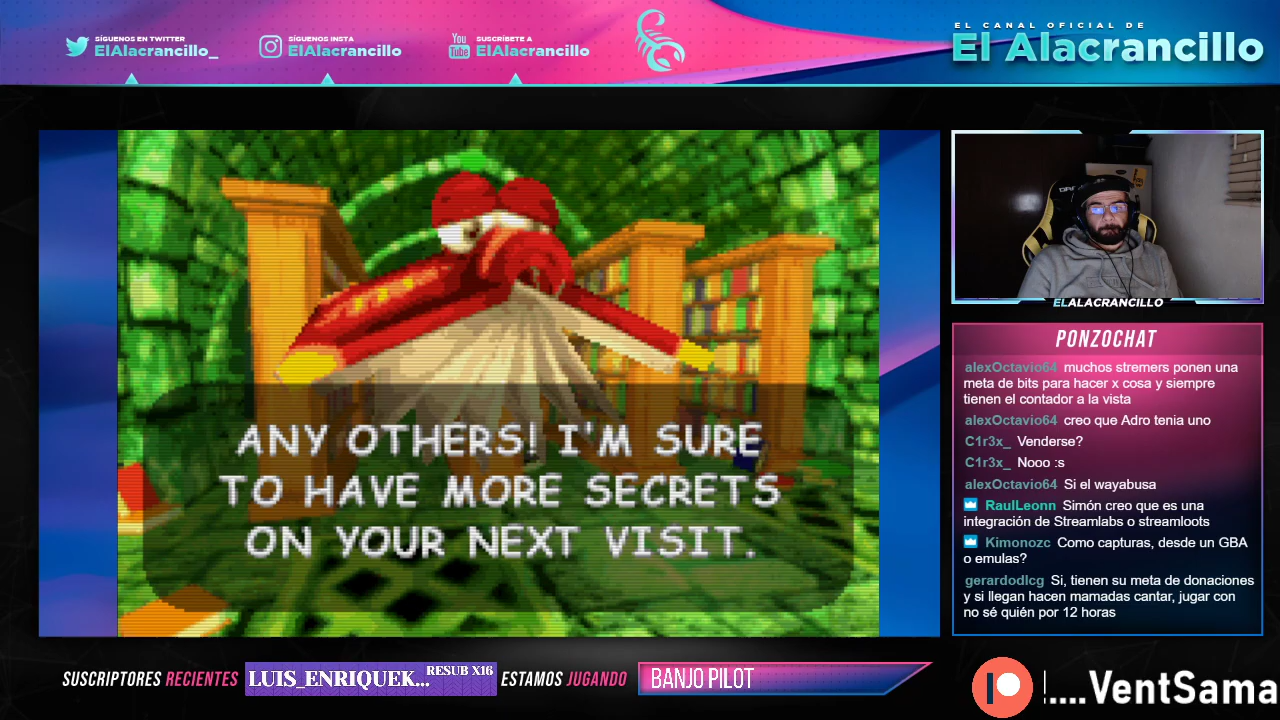 SÍGUENOS EN TWITTER
ElAlacrancillo_
SÍGUENOS INSTA
ElAlacrancillo
You
Tube
SUSCRÍBETE A
ElAlacrancillo
EL CANAL OFICIAL DE
El Alacrancillo
ANY OTHERS! I'M SURE
TO HAVE MORE SECRETS
ON YOUR NEXT VISIT.
ELALACRANCILLO
PONZOCHAT
alexOctavio64 muchos stremers ponen una
meta de bits para hacer x cosa y siempre
tienen el contador a la vista
alexOctavio64 creo que Adro tenia uno
C1r3x_ Venderse?
C1r3x_ Nooo :s
alexOctavio64 Si el wayabusa
RaulLeonn Simón creo que es una
integración de Streamlabs o streamloots
Kimonozc Como capturas, desde un GBA
o emulas?
gerardodlcg Si, tienen su meta de donaciones
y si llegan hacen mamadas cantar, jugar con
no sé quién por 12 horas
SUSCRIPTORES RECIENTES
LUIS_ENRIQUEK...
RESUB X16
ESTAMOS JUGANDO
BANJO PILOT
!....VentSama